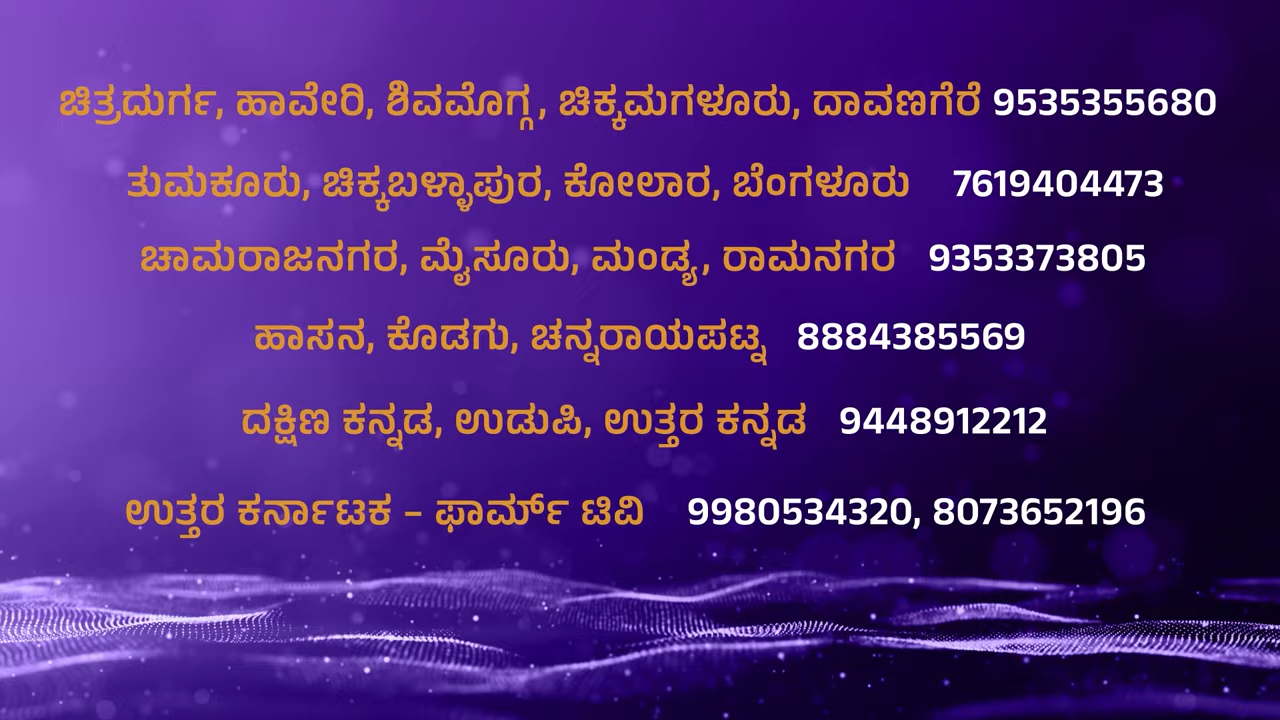 ಚಿತ್ರದುರ್ಗ, ಹಾವೇರಿ, ಶಿವಮೊಗ್ಗ, ಚಿಕ್ಕಮಗಳೂರು, ದಾವಣಗೆರೆ 9535355680
ತುಮಕೂರು, ಚಿಕ್ಕಬಳ್ಳಾಪುರ, ಕೋಲಾರ, ಬೆಂಗಳೂರು 7619404473
ಚಾಮರಾಜನಗರ, ಮೈಸೂರು, ಮಂಡ್ಯ, ರಾಮನಗರ 9353373805
ಹಾಸನ, ಕೊಡಗು, ಚನ್ನರಾಯಪಟ್ನ 8884385569
ದಕ್ಷಿಣ ಕನ್ನಡ, ಉಡುಪಿ, ಉತ್ತರ ಕನ್ನಡ 9448912212
ಉತ್ತರ ಕರ್ನಾಟಕ – ಫಾರ್ಮ್ ಟಿವಿ 9980534320, 8073652196